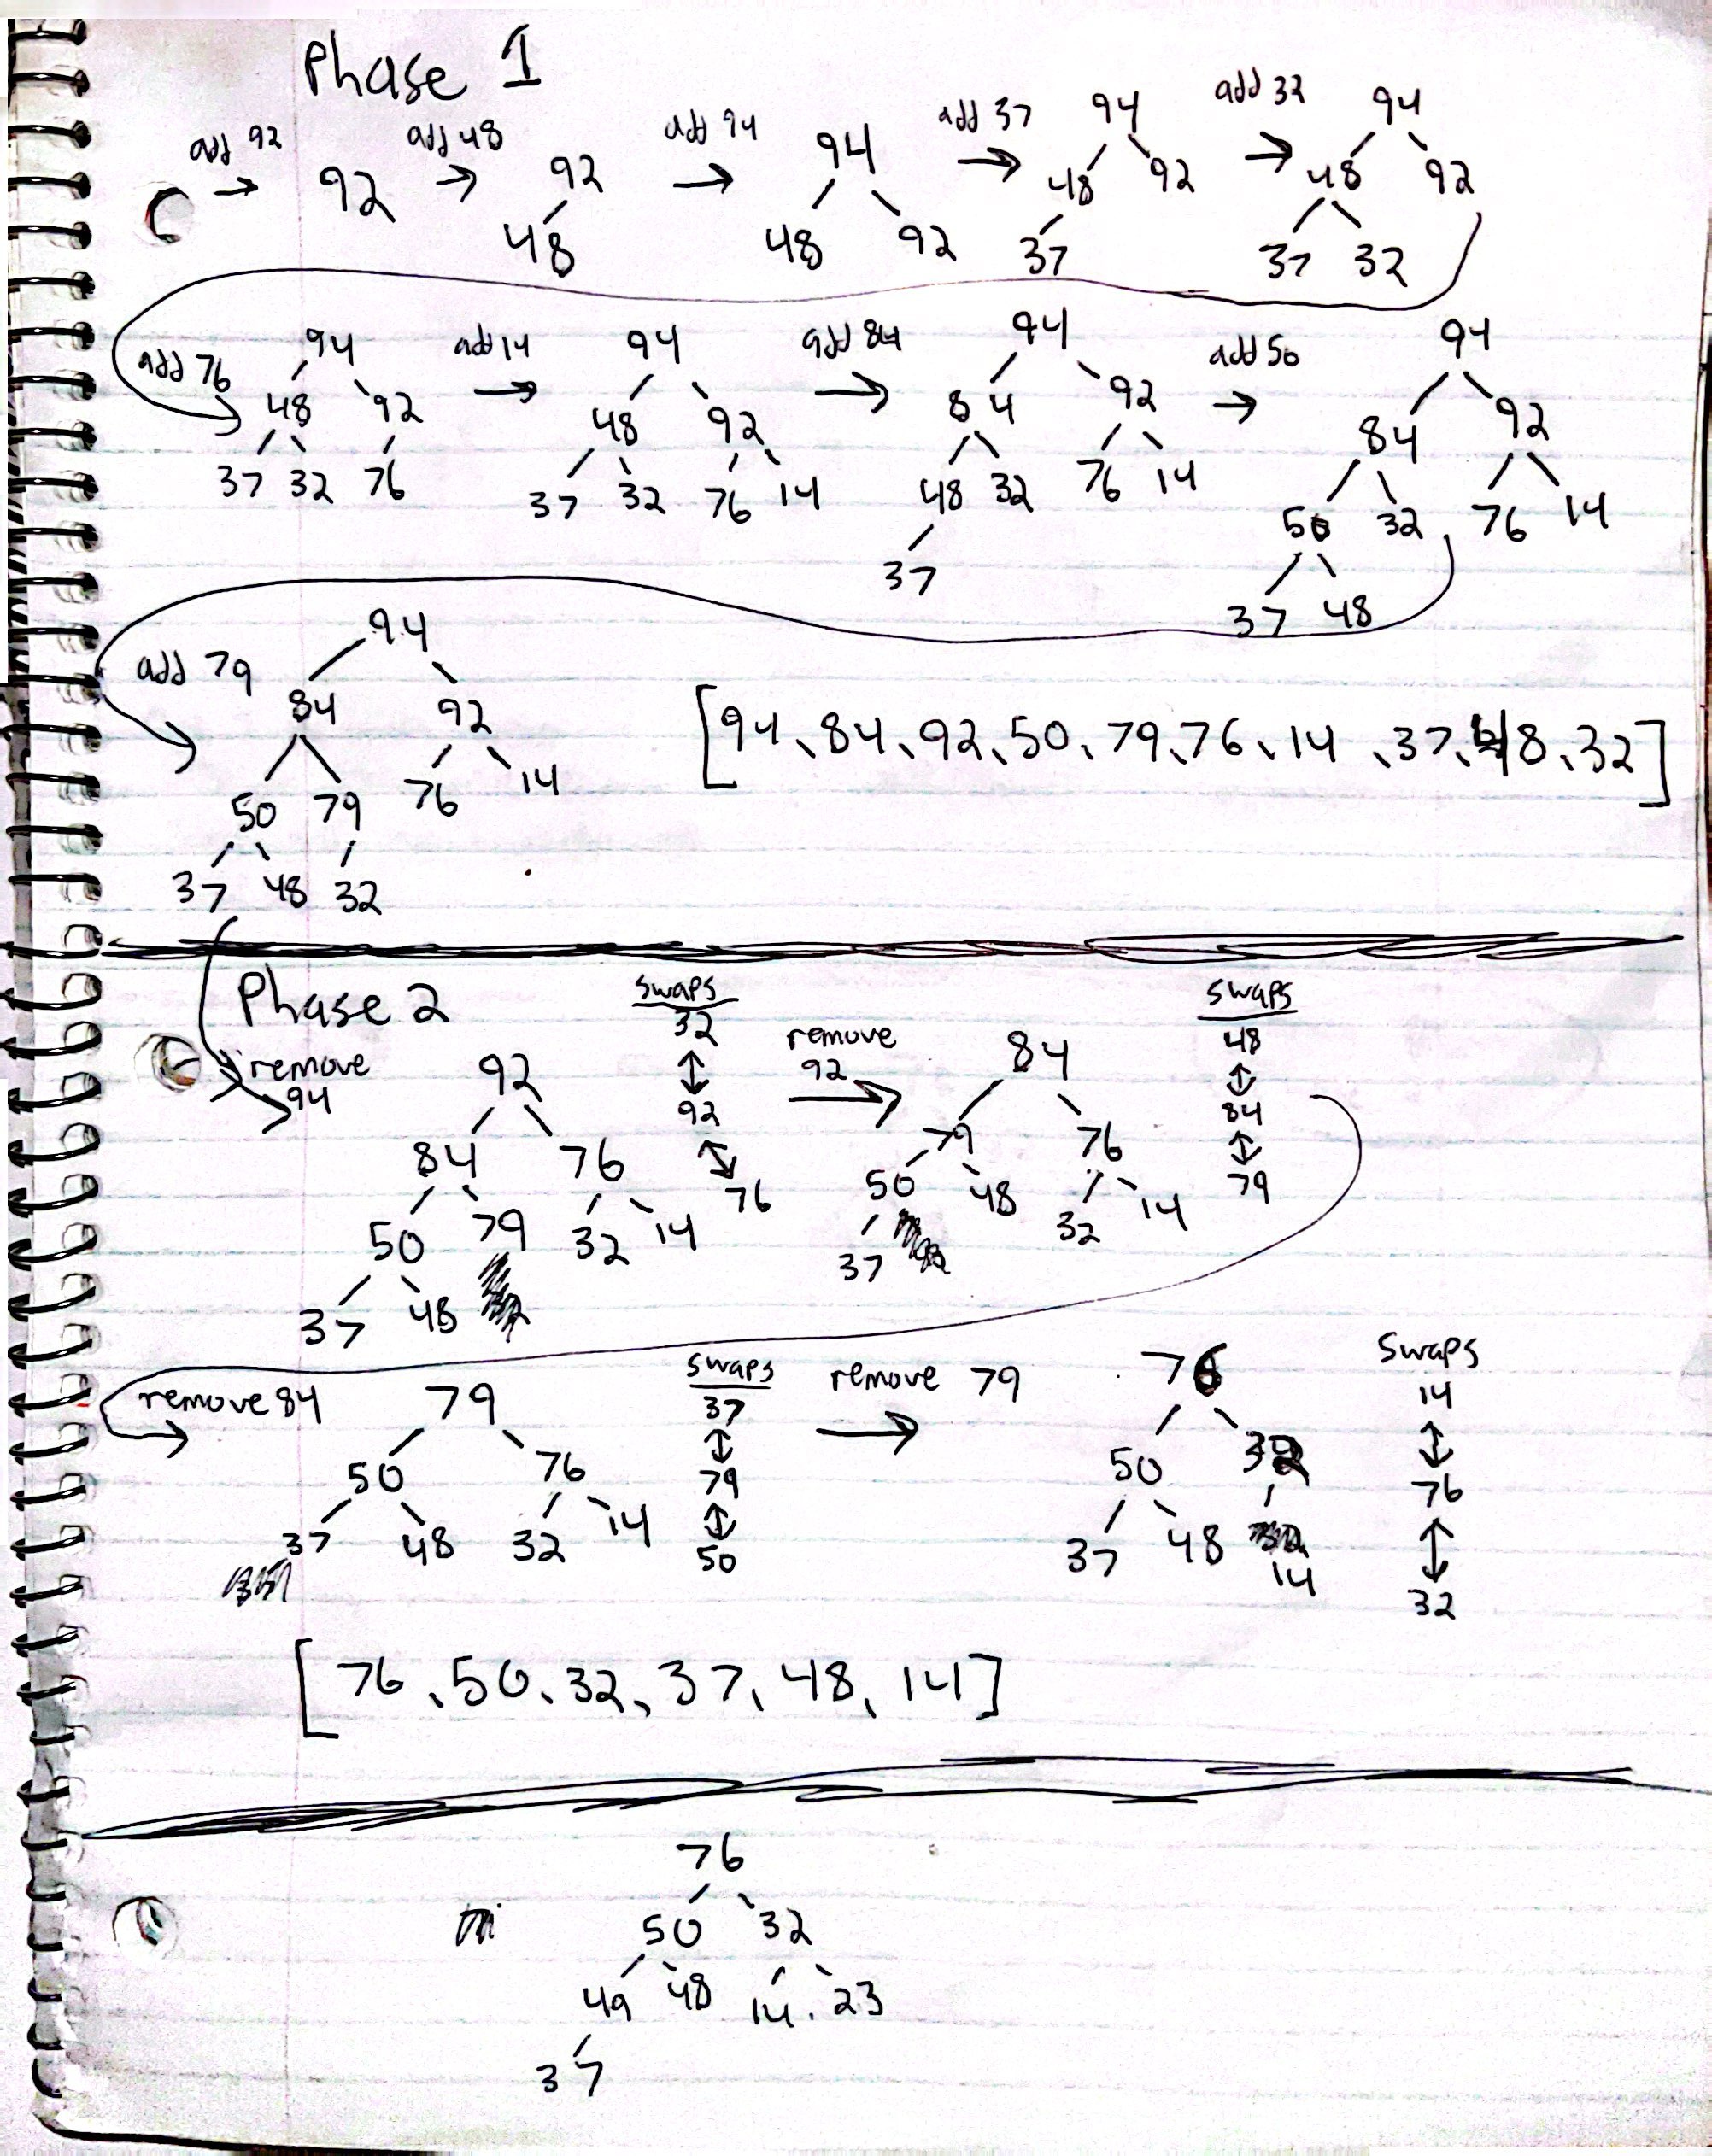 Phase 1
add 92 → 92 add 48 → 92 add 94 → 94 add 37 → 94 add 32 → 94
48 48 92 48 92 48 92
37 37 32
add 76 94 add 14 → 94 add 84 → 94 add 50 → 94
48 92 48 92 84 92 84 92
37 32 76 37 32 76 14 48 32 76 14 50 32 76 14
37 37 48
add 79 94
84 92 [94, 84, 92, 50, 79, 76, 14, 37, 48, 32]
50 79 76 14
37 48 32
Phase 2
remove 94 → 92 swaps remove 92 → 84 swaps
84 76 32 ↕ 92 ↕ 76 79 76 48 ↕ 84 ↕ 79
50 79 32 14 50 48 32 14
37 48 37
remove 84 → 79 swaps remove 79 → 76 swaps
50 76 37 ↕ 79 ↕ 50 50 32 14 ↕ 76 ↕ 32
37 48 32 14 37 48 14
[76, 50, 32, 37, 48, 14]
76
50 32
49 48 14 23
37